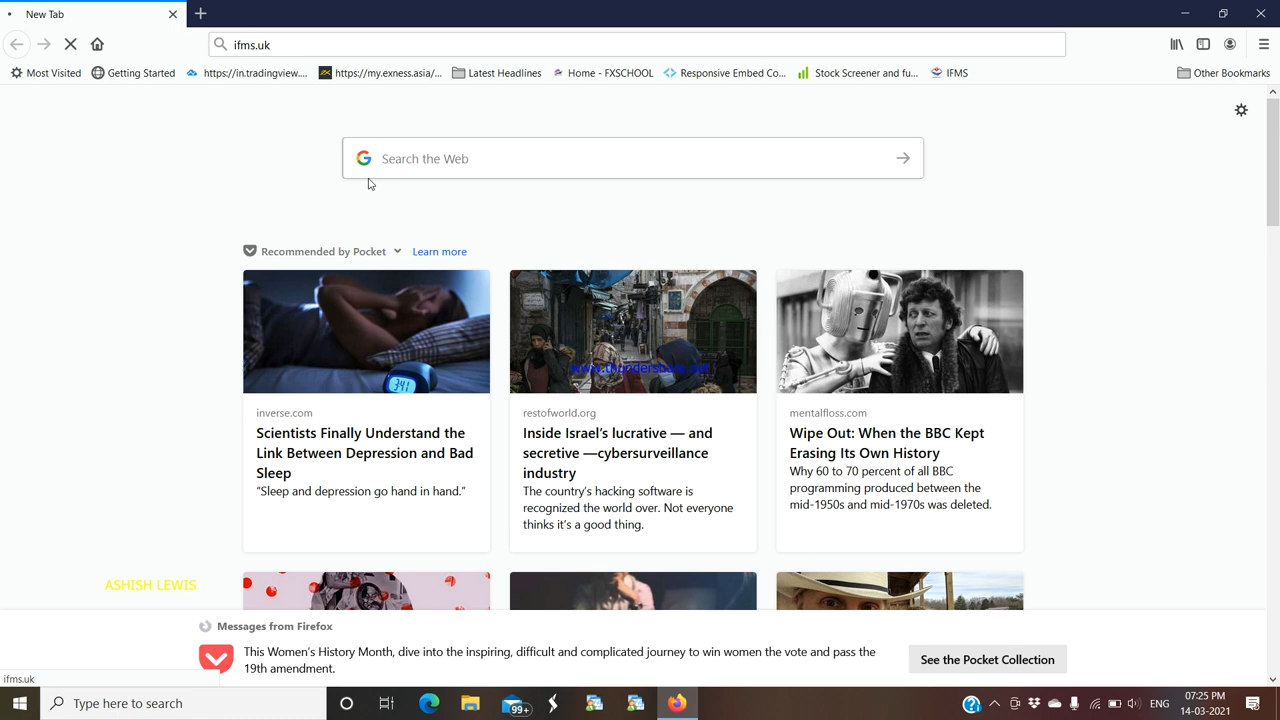 New Tab
ifms.uk
Most Visited
Getting Started
https://in.tradingview....
https://my.exness.asia/...
Latest Headlines
Home - FXSCHOOL
Responsive Embed Co...
Stock Screener and fu...
IFMS
Other Bookmarks
Search the Web
Recommended by Pocket
Learn more
341
www.thundershare.net
inverse.com
Scientists Finally Understand the
Link Between Depression and Bad
Sleep
“Sleep and depression go hand in hand.”
restofworld.org
Inside Israel’s lucrative — and
secretive —cybersurveillance
industry
The country’s hacking software is
recognized the world over. Not everyone
thinks it’s a good thing.
mentalfloss.com
Wipe Out: When the BBC Kept
Erasing Its Own History
Why 60 to 70 percent of all BBC
programming produced between the
mid-1950s and mid-1970s was deleted.
ASHISH LEWIS
Messages from Firefox
This Women’s History Month, dive into the inspiring, difficult and complicated journey to win women the vote and pass the
19th amendment.
See the Pocket Collection
ifms.uk
Type here to search
99+
ENG
07:25 PM
14-03-2021